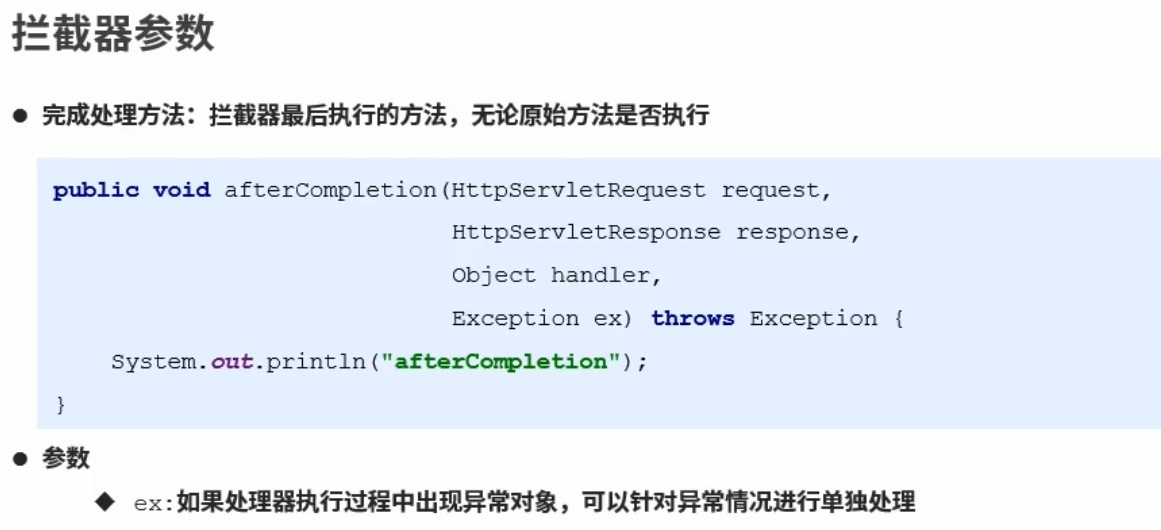 拦截器参数
● 完成处理方法：拦截器最后执行的方法，无论原始方法是否执行
public void afterCompletion(HttpServletRequest request,
                            HttpServletResponse response,
                            Object handler,
                            Exception ex) throws Exception {
    System.out.println("afterCompletion");
}
● 参数
◆ ex:如果处理器执行过程中出现异常对象，可以针对异常情况进行单独处理